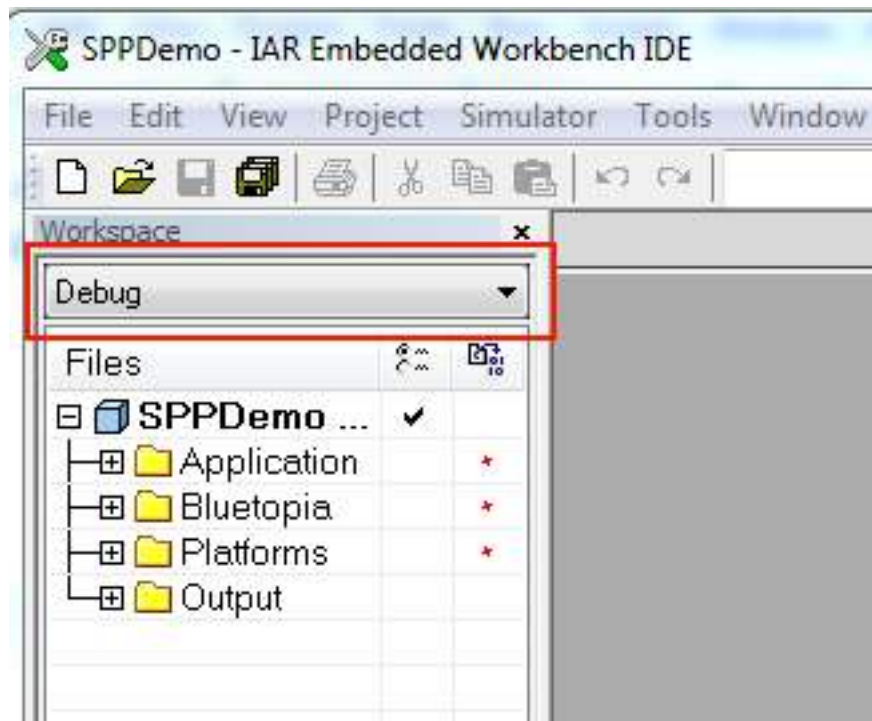 SPPDemo - IAR Embedded Workbench IDE
File Edit View Project Simulator Tools Window
Workspace
Debug
Files
SPPDemo ...
Application
Bluetopia
Platforms
Output